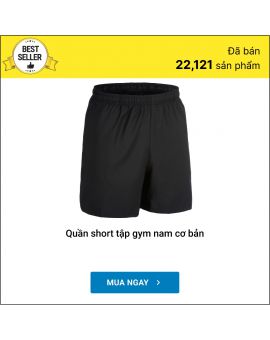 BEST
SELLER
Đã bán
22,121 sản phẩm
Quần short tập gym nam cơ bản
MUA NGAY